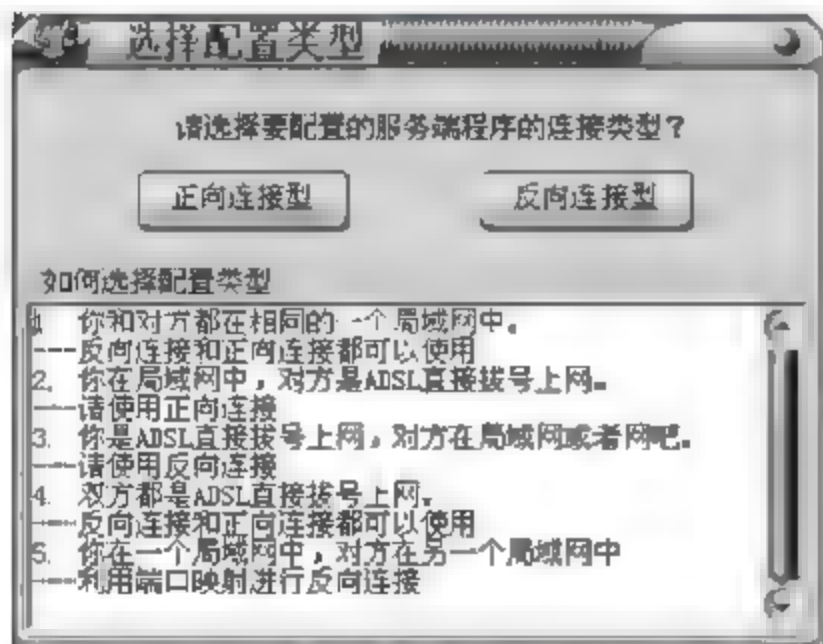 选择配置类型
请选择要配置的服务端程序的连接类型？
正向连接型
反向连接型
如何选择配置类型
1. 你和对方都在相同的一个局域网中。
----反向连接和正向连接都可以使用
2. 你在局域网中，对方是ADSL直接拔号上网。
----请使用正向连接
3. 你是ADSL直接拔号上网，对方在局域网或者网吧。
----请使用反向连接
4. 双方都是ADSL直接拔号上网。
----反向连接和正向连接都可以使用
5. 你在一个局域网中，对方在另一个局域网中
----利用端口映射进行反向连接